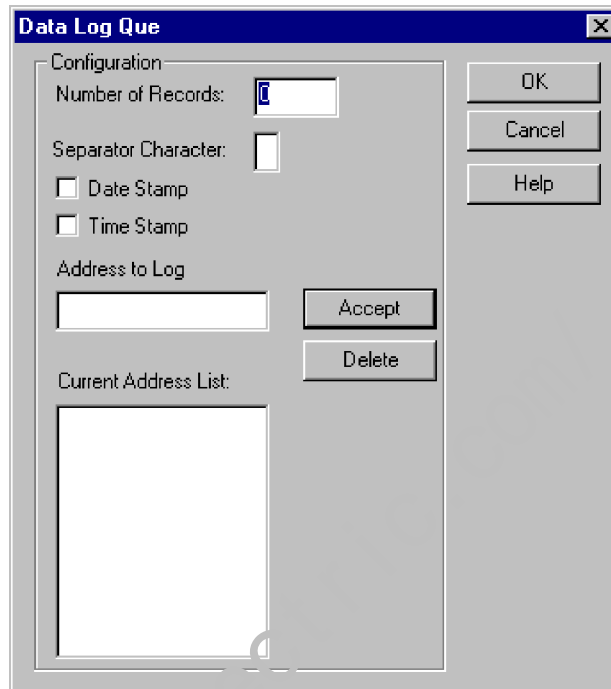 Data Log Que
Configuration
Number of Records: 0
Separator Character:
Date Stamp
Time Stamp
Address to Log
Current Address List:
OK
Cancel
Help
Accept
Delete